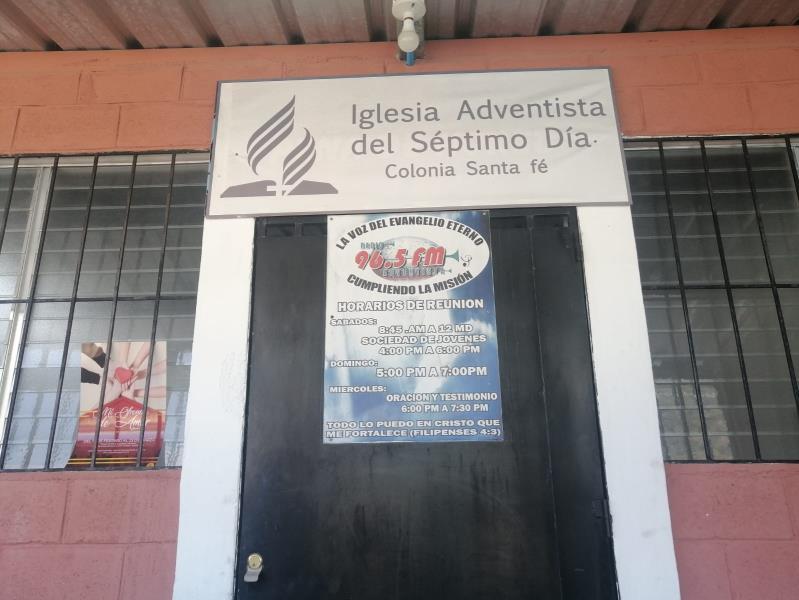 Iglesia Adventista
del Séptimo Día.
Colonia Santa fé
LA VOZ DEL EVANGELIO ETERNO
96.5 FM
CUMPLIENDO LA MISIÓN
HORARIOS DE REUNION
SABADOS:
8:45 .AM A 12 MD
SOCIEDAD DE JOVENES
4:00 PM A 6:00 PM
DOMINGO:
5:00 PM A 7:00PM
MIERCOLES:
ORACION Y TESTIMONIO
6:00 PM A 7:30 PM
TODO LO PUEDO EN CRISTO QUE
ME FORTALECE (FILIPENSES 4:3)
de Amor